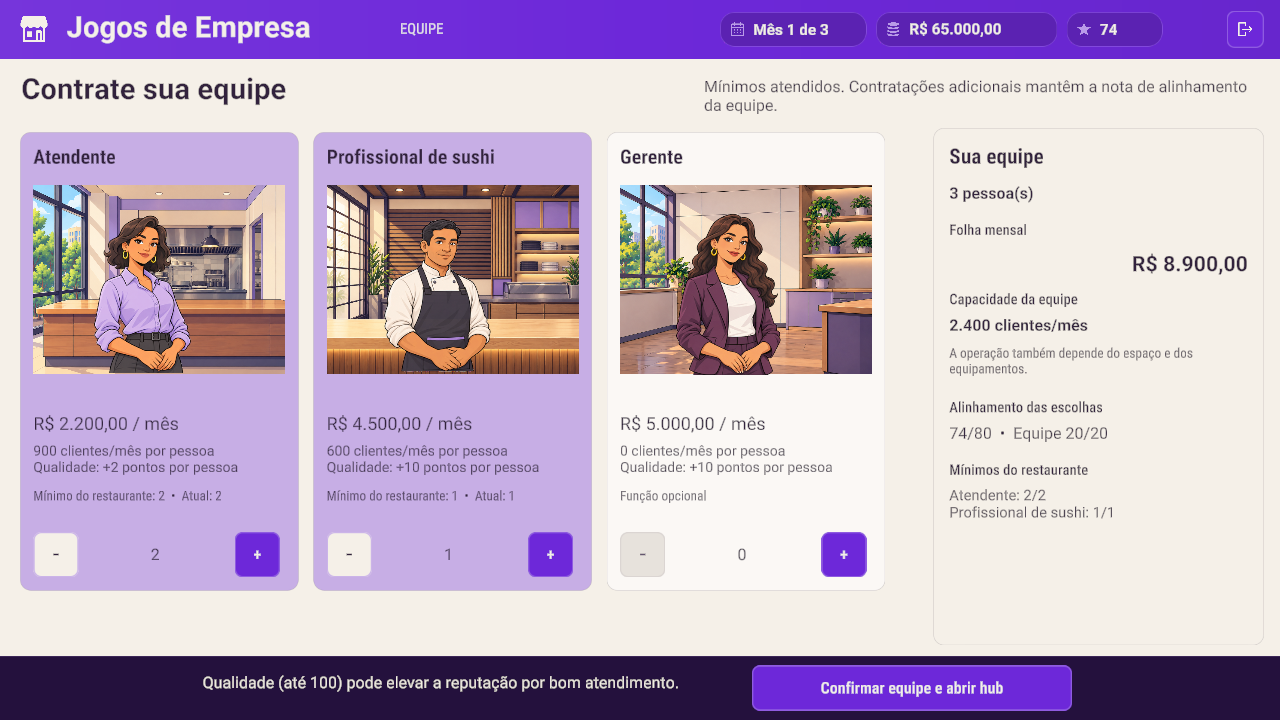 Jogos de Empresa
EQUIPE
Mês 1 de 3
R$ 65.000,00
74
Contrate sua equipe
Mínimos atendidos. Contratações adicionais mantêm a nota de alinhamento
da equipe.
Atendente
R$ 2.200,00 / mês
900 clientes/mês por pessoa
Qualidade: +2 pontos por pessoa
Mínimo do restaurante: 2 • Atual: 2
-
2
+
Profissional de sushi
R$ 4.500,00 / mês
600 clientes/mês por pessoa
Qualidade: +10 pontos por pessoa
Mínimo do restaurante: 1 • Atual: 1
-
1
+
Gerente
R$ 5.000,00 / mês
0 clientes/mês por pessoa
Qualidade: +10 pontos por pessoa
Função opcional
-
0
+
Sua equipe
3 pessoa(s)
Folha mensal
R$ 8.900,00
Capacidade da equipe
2.400 clientes/mês
A operação também depende do espaço e dos
equipamentos.
Alinhamento das escolhas
74/80 • Equipe 20/20
Mínimos do restaurante
Atendente: 2/2
Profissional de sushi: 1/1
Qualidade (até 100) pode elevar a reputação por bom atendimento.
Confirmar equipe e abrir hub